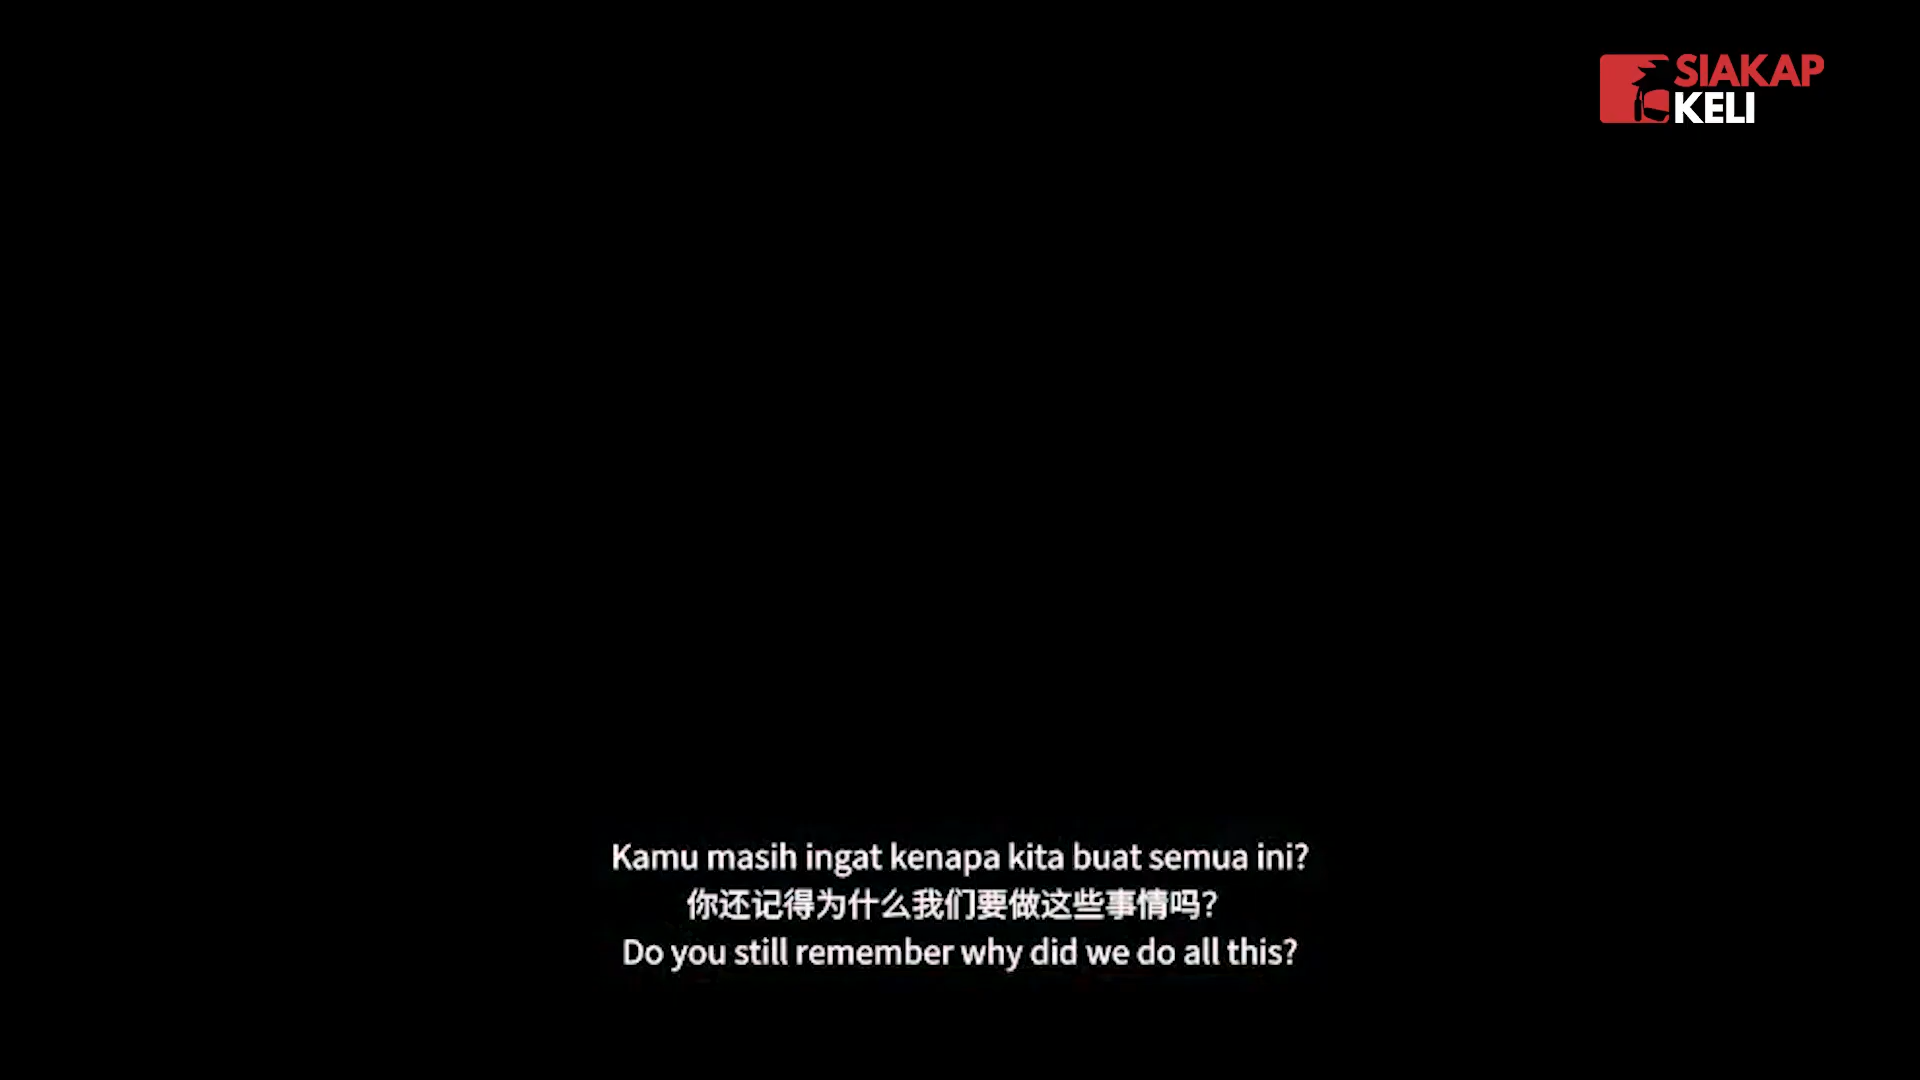 SIAKAP
KELI
Kamu masih ingat kenapa kita buat semua ini?
你还记得为什么我们要做这些事情吗？
Do you still remember why did we do all this?